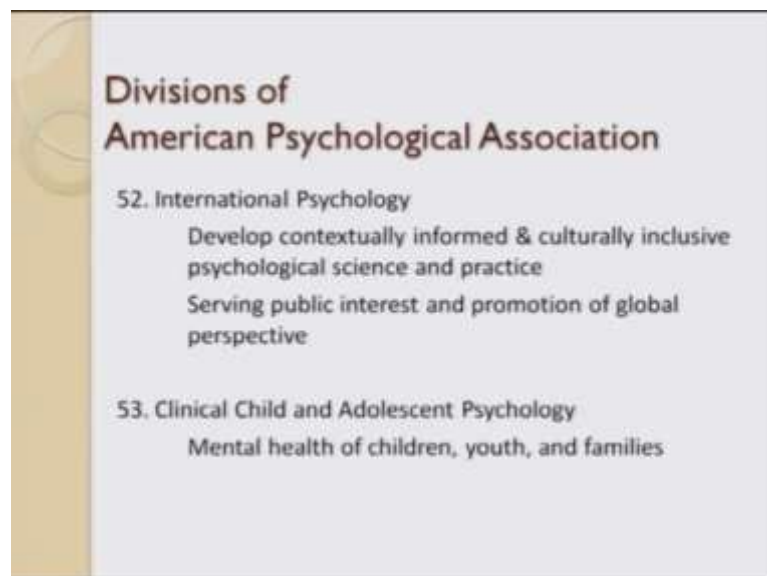 Divisions of
American Psychological Association
52. International Psychology
Develop contextually informed & culturally inclusive
psychological science and practice
Serving public interest and promotion of global
perspective
53. Clinical Child and Adolescent Psychology
Mental health of children, youth, and families